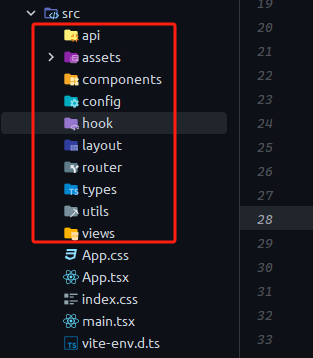 src
api
assets
components
config
hook
layout
router
types
utils
views
App.css
App.tsx
index.css
main.tsx
vite-env.d.ts
19
20
21
22
23
24
25
26
27
28
29
30
31
32
33